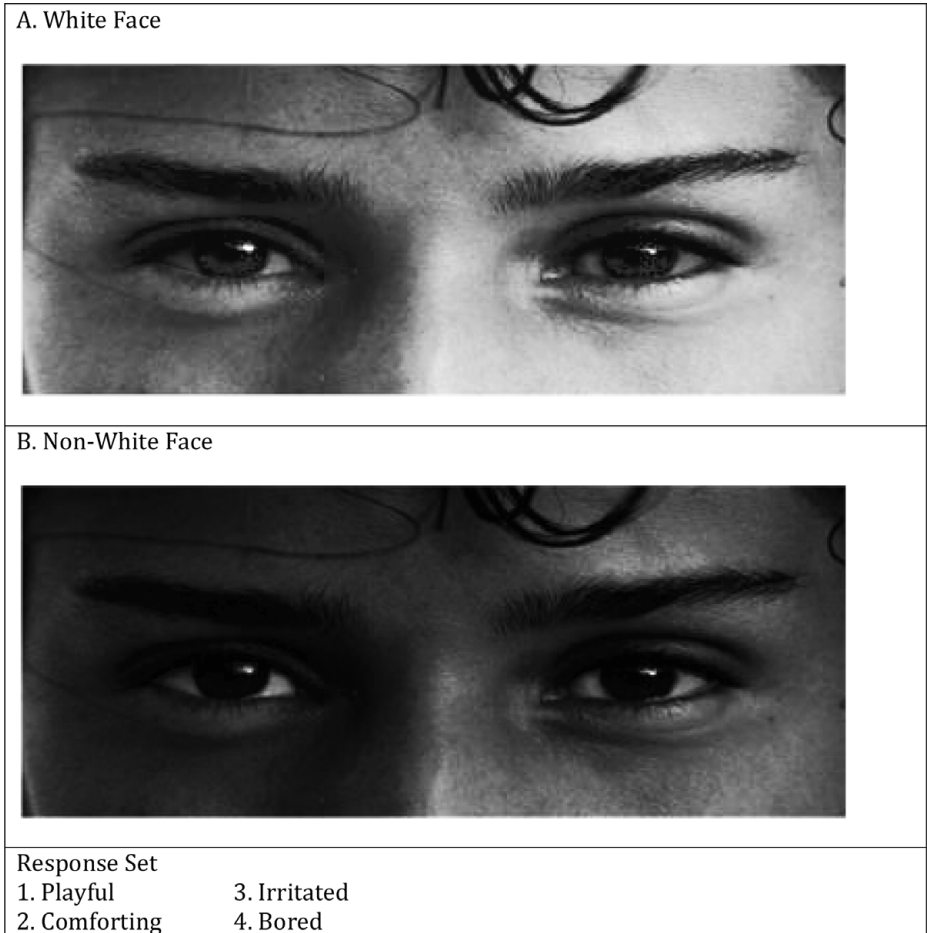 A. White Face
B. Non-White Face
Response Set
1. Playful 3. Irritated
2. Comforting 4. Bored